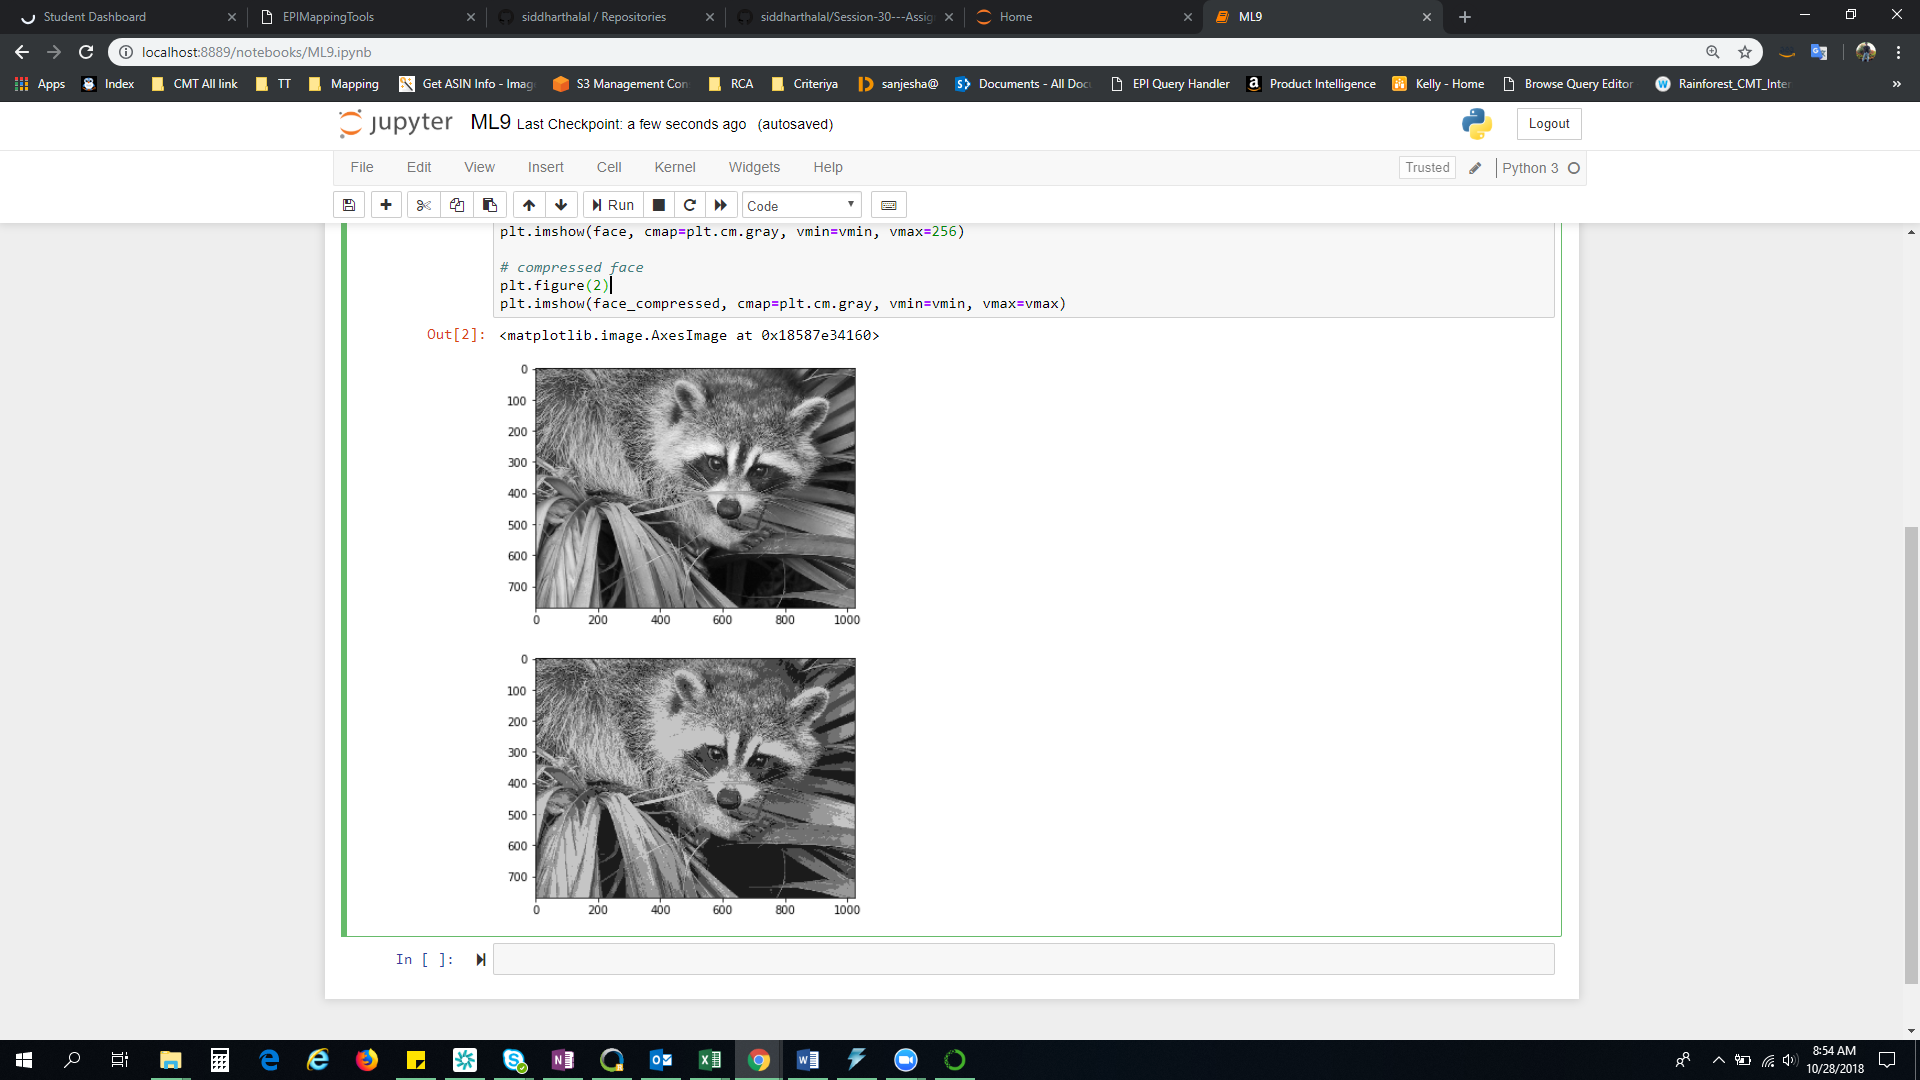 Student Dashboard
EPIMappingTools
siddharthalal / Repositories
siddharthalal/Session-30---Assig
Home
ML9
localhost:8889/notebooks/ML9.ipynb
Apps Index CMT All link TT Mapping Get ASIN Info - Imag S3 Management Con RCA Criteriya sanjesha@ Documents - All Doc EPI Query Handler Product Intelligence Kelly - Home Browse Query Editor Rainforest_CMT_Inter »
jupyter ML9 Last Checkpoint: a few seconds ago (autosaved) Logout
File Edit View Insert Cell Kernel Widgets Help Trusted Python 3
Run Code
plt.imshow(face, cmap=plt.cm.gray, vmin=vmin, vmax=256)
# compressed face
plt.figure(2)
plt.imshow(face_compressed, cmap=plt.cm.gray, vmin=vmin, vmax=vmax)
Out[2]: <matplotlib.image.AxesImage at 0x18587e34160>
0
100
200
300
400
500
600
700
0 200 400 600 800 1000
0
100
200
300
400
500
600
700
0 200 400 600 800 1000
In [ ]:
8:54 AM
10/28/2018